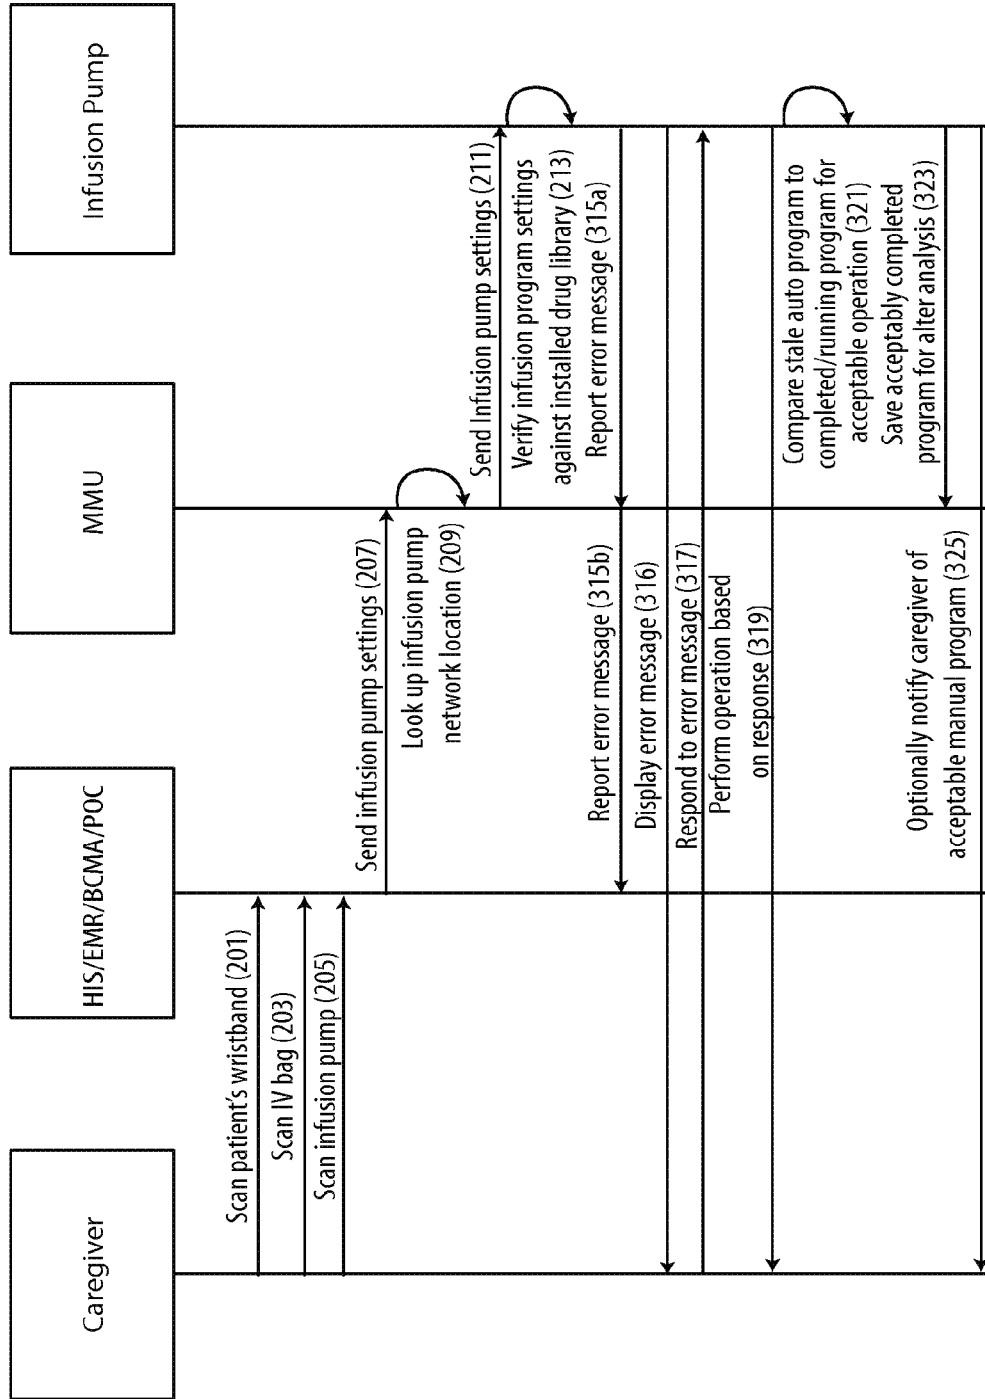 Caregiver
HIS/EMR/BCMA/POC
MMU
Infusion Pump
Scan patient's wristband (201)
Scan IV bag (203)
Scan infusion pump (205)
Send infusion pump settings (207)
Look up infusion pump
network location (209)
Send Infusion pump settings (211)
Verify infusion program settings
against installed drug library (213)
Report error message (315a)
Report error message (315b)
Display error message (316)
Respond to error message (317)
Perform operation based
on response (319)
Compare stale auto program to
completed/running program for
acceptable operation (321)
Save acceptably completed
program for alter analysis (323)
Optionally notify caregiver of
acceptable manual program (325)